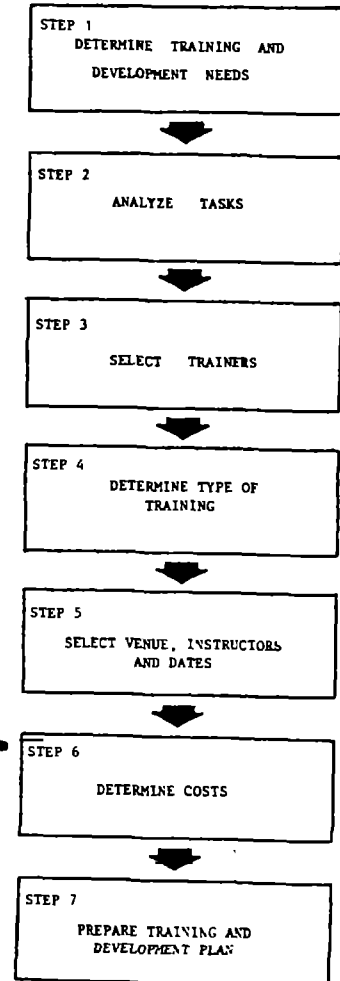 STEP 1
DETERMINE TRAINING AND
DEVELOPMENT NEEDS
STEP 2
ANALYZE TASKS
STEP 3
SELECT TRAINERS
STEP 4
DETERMINE TYPE OF
TRAINING
STEP 5
SELECT VENUE, INSTRUCTORS
AND DATES
STEP 6
DETERMINE COSTS
STEP 7
PREPARE TRAINING AND
DEVELOPMENT PLAN